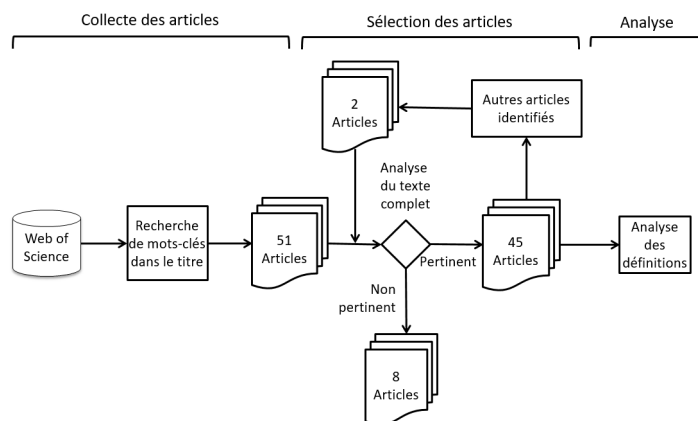 Collecte des articles
Sélection des articles
Analyse
2
Articles
Autres articles
identifiés
Analyse
du texte
complet
Web of
Science
Recherche
de mots-clés
dans le titre
51
Articles
Pertinent
45
Articles
Analyse
des
définitions
Non
pertinent
8
Articles